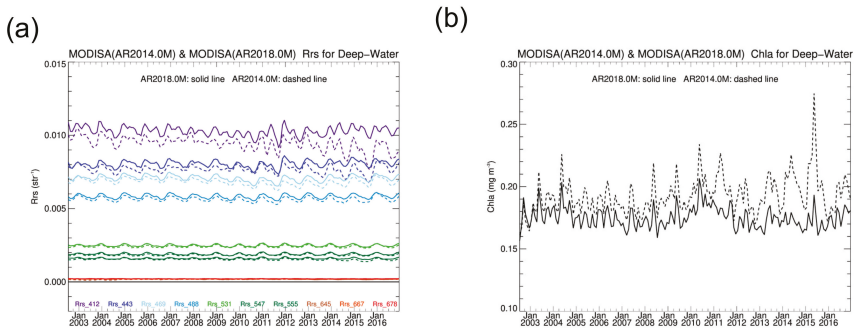 (a)
MODISA(AR2014.0M) & MODISA(AR2018.0M) Rrs for Deep-Water
AR2018.0M: solid line AR2014.0M: dashed line
0.015
0.010
0.005
0.000
Rrs (str⁻¹)
Rrs_412 Rrs_443 Rrs_469 Rrs_488 Rrs_531 Rrs_547 Rrs_555 Rrs_645 Rrs_667 Rrs_678
Jan Jan Jan Jan Jan Jan Jan Jan Jan Jan Jan Jan Jan Jan
2003 2004 2005 2006 2007 2008 2009 2010 2011 2012 2013 2014 2015 2016
(b)
MODISA(AR2014.0M) & MODISA(AR2018.0M) Chla for Deep-Water
AR2018.0M: solid line AR2014.0M: dashed line
0.30
0.25
0.20
0.15
0.10
Chla (mg m⁻³)
Jan Jan Jan Jan Jan Jan Jan Jan Jan Jan Jan Jan Jan Jan
2003 2004 2005 2006 2007 2008 2009 2010 2011 2012 2013 2014 2015 2016